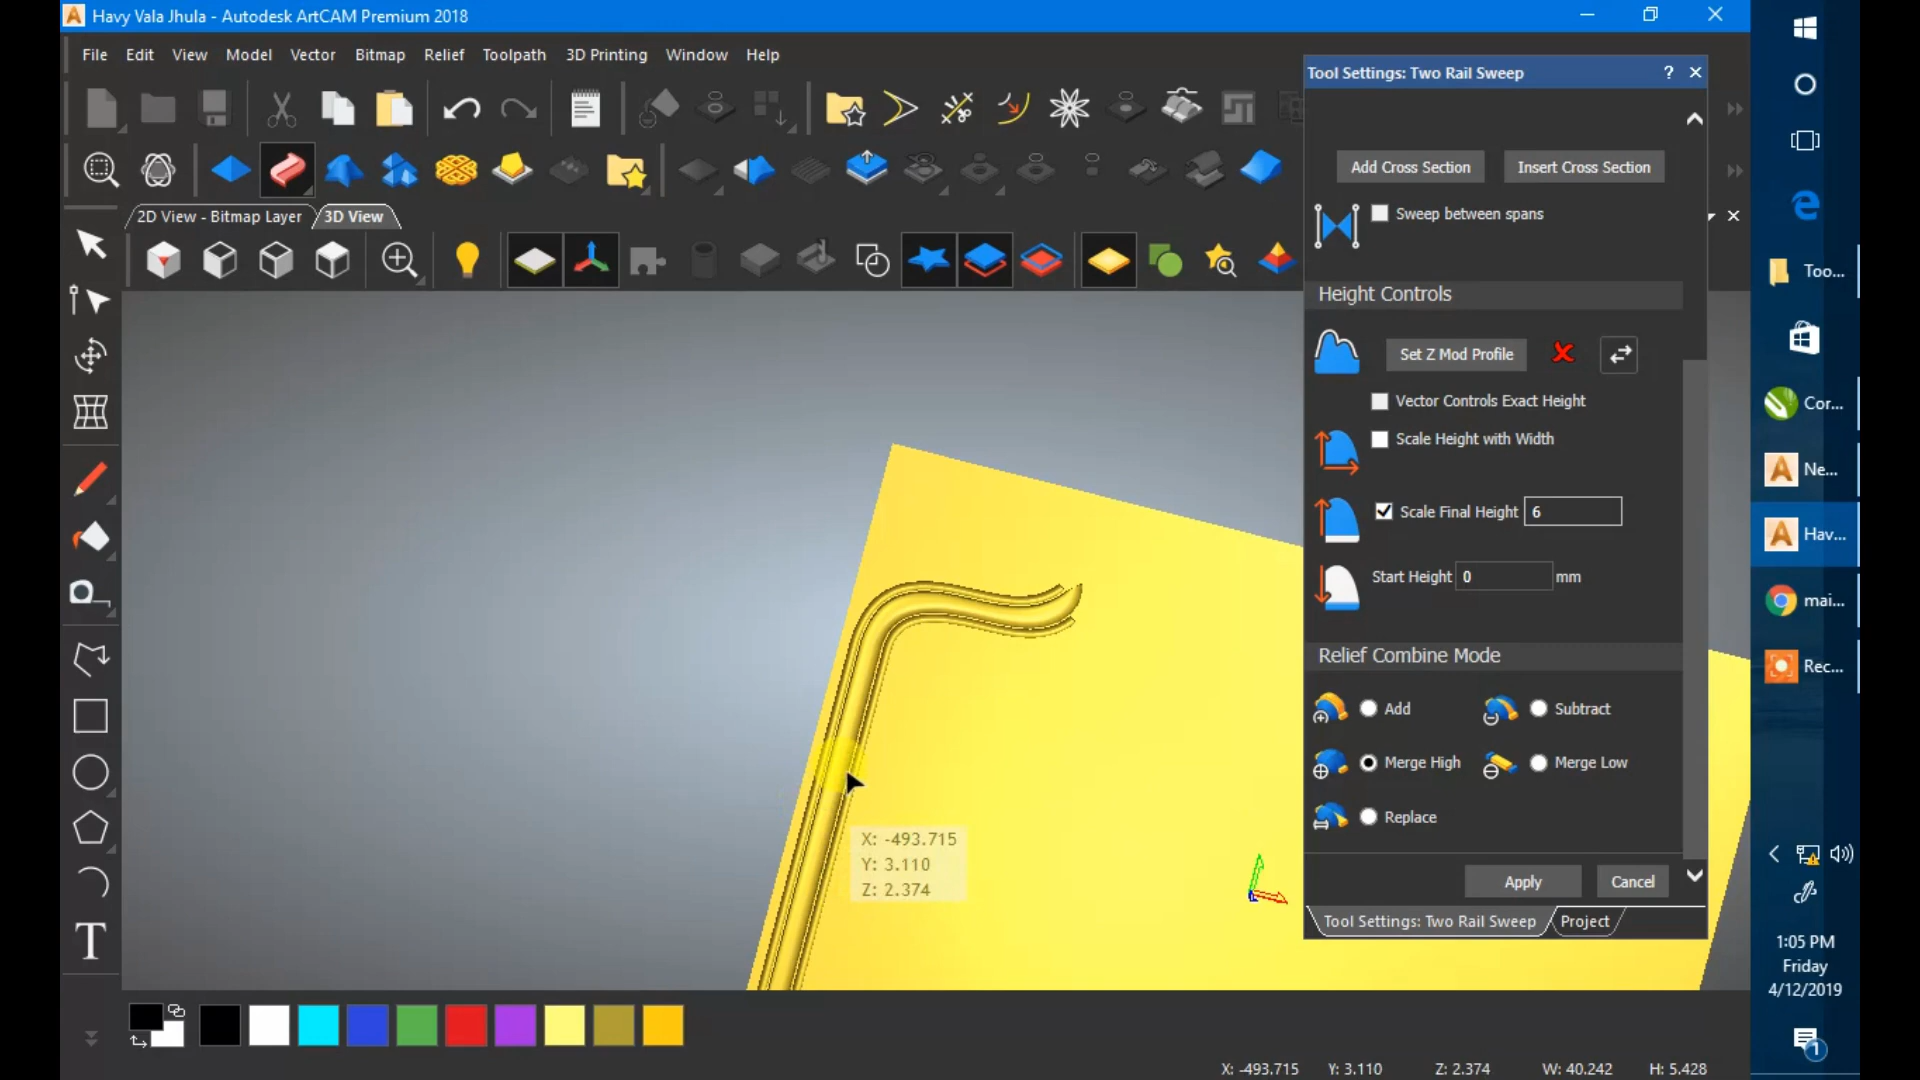 Havy Vala Jhula - Autodesk ArtCAM Premium 2018
File Edit View Model Vector Bitmap Relief Toolpath 3D Printing Window Help
2D View - Bitmap Layer 3D View
Tool Settings: Two Rail Sweep ?
Add Cross Section Insert Cross Section
Sweep between spans
Height Controls
Set Z Mod Profile
Vector Controls Exact Height
Scale Height with Width
Scale Final Height 6
Start Height 0 mm
Relief Combine Mode
Add Subtract
Merge High Merge Low
Replace
Apply Cancel
Tool Settings: Two Rail Sweep Project
X: -493.715
Y: 3.110
Z: 2.374
X: -493.715 Y: 3.110 Z: 2.374 W: 40.242 H: 5.428
Too...
Cor...
Ne...
Hav...
mai...
Rec...
1:05 PM
Friday
4/12/2019
1